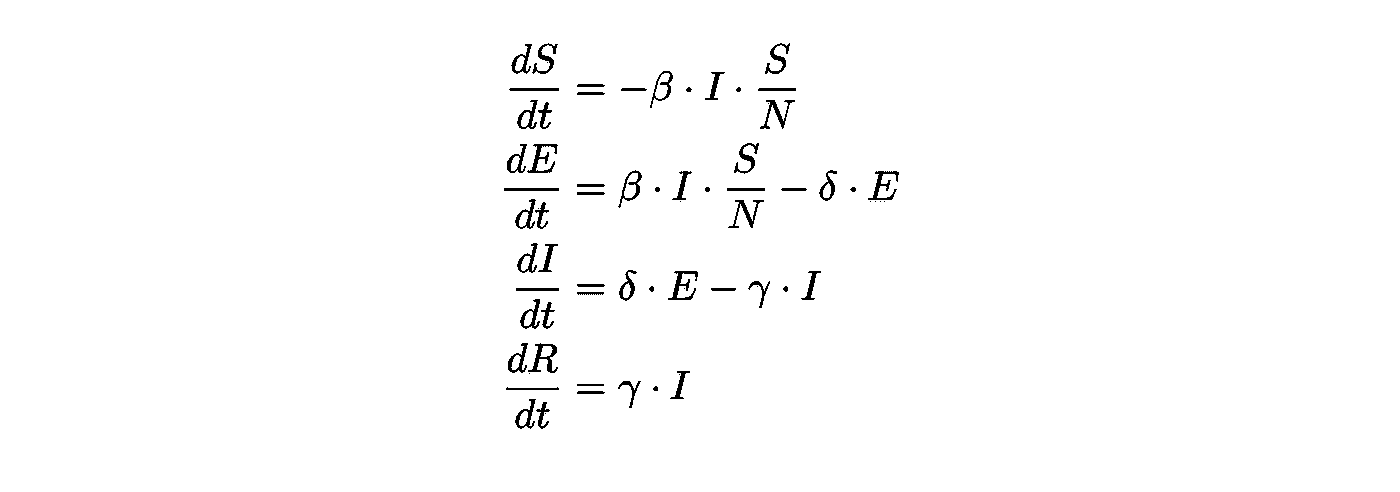 dS/dt = −β · I · S/N
dE/dt = β · I · S/N − δ · E
dI/dt = δ · E − γ · I
dR/dt = γ · I